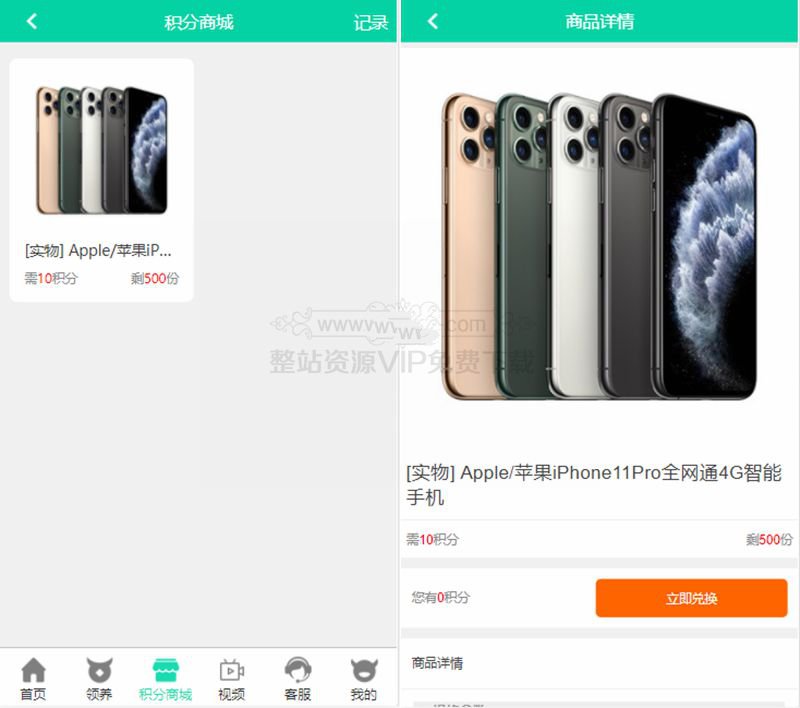 积分商城
记录
[实物] Apple/苹果iP...
需10积分
剩500份
首页
领养
积分商城
视频
客服
我的
商品详情
[实物] Apple/苹果iPhone11Pro全网通4G智能
手机
需10积分
剩500份
您有0积分
立即兑换
商品详情
整站资源VIP免费下载